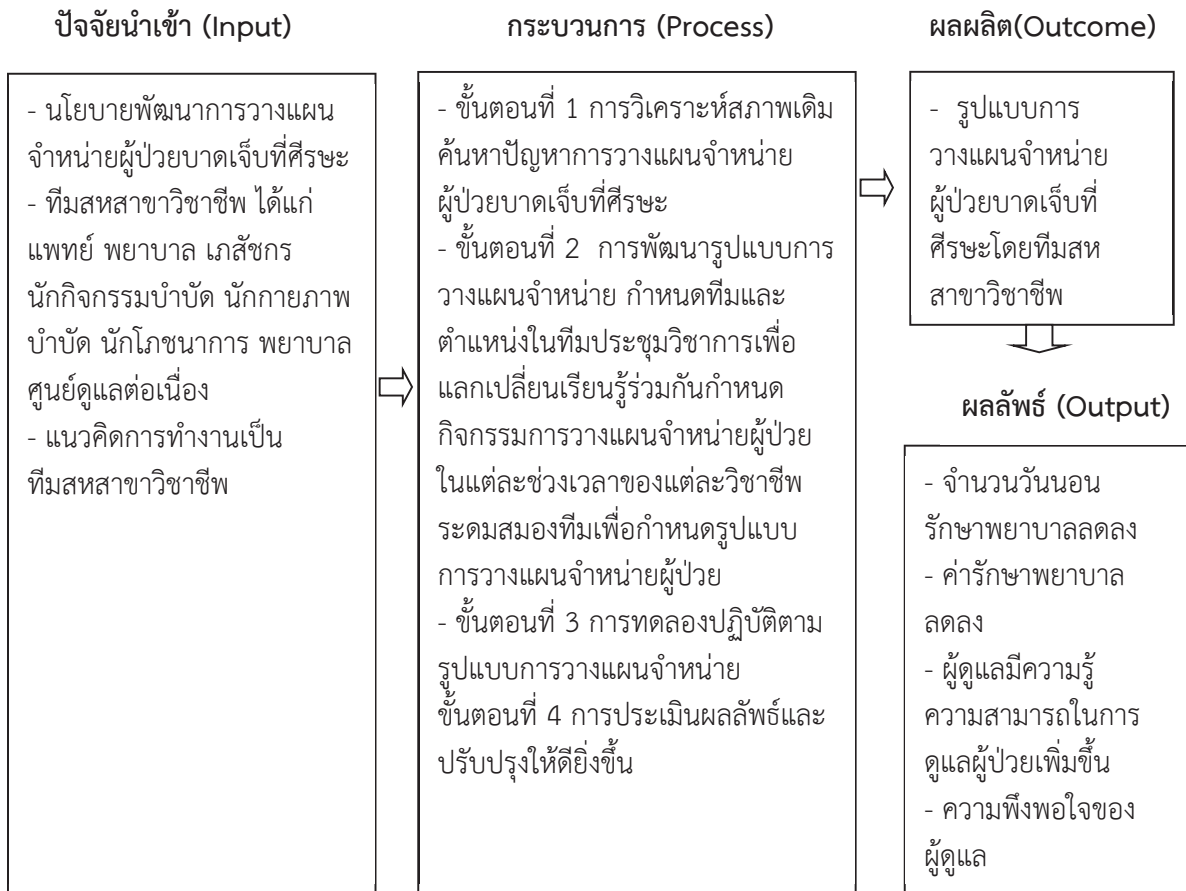 ปัจจัยนำเข้า (Input)
- นโยบายพัฒนาการวางแผน
จำหน่ายผู้ป่วยบาดเจ็บที่ศีรษะ
- ทีมสหสาขาวิชาชีพ ได้แก่
แพทย์ พยาบาล เภสัชกร
นักกิจกรรมบำบัด นักกายภาพ
บำบัด นักโภชนาการ พยาบาล
ศูนย์ดูแลต่อเนื่อง
- แนวคิดการทำงานเป็น
ทีมสหสาขาวิชาชีพ
กระบวนการ (Process)
- ขั้นตอนที่ 1 การวิเคราะห์สภาพเดิม
ค้นหาปัญหาการวางแผนจำหน่าย
ผู้ป่วยบาดเจ็บที่ศีรษะ
- ขั้นตอนที่ 2 การพัฒนารูปแบบการ
วางแผนจำหน่าย กำหนดทีมและ
ตำแหน่งในทีมประชุมวิชาการเพื่อ
แลกเปลี่ยนเรียนรู้ร่วมกันกำหนด
กิจกรรมการวางแผนจำหน่ายผู้ป่วย
ในแต่ละช่วงเวลาของแต่ละวิชาชีพ
ระดมสมองทีมเพื่อกำหนดรูปแบบ
การวางแผนจำหน่ายผู้ป่วย
- ขั้นตอนที่ 3 การทดลองปฏิบัติตาม
รูปแบบการวางแผนจำหน่าย
ขั้นตอนที่ 4 การประเมินผลลัพธ์และ
ปรับปรุงให้ดียิ่งขึ้น
ผลผลิต(Outcome)
- รูปแบบการ
วางแผนจำหน่าย
ผู้ป่วยบาดเจ็บที่
ศีรษะโดยทีมสห
สาขาวิชาชีพ
ผลลัพธ์ (Output)
- จำนวนวันนอน
รักษาพยาบาลลดลง
- ค่ารักษาพยาบาล
ลดลง
- ผู้ดูแลมีความรู้
ความสามารถในการ
ดูแลผู้ป่วยเพิ่มขึ้น
- ความพึงพอใจของ
ผู้ดูแล